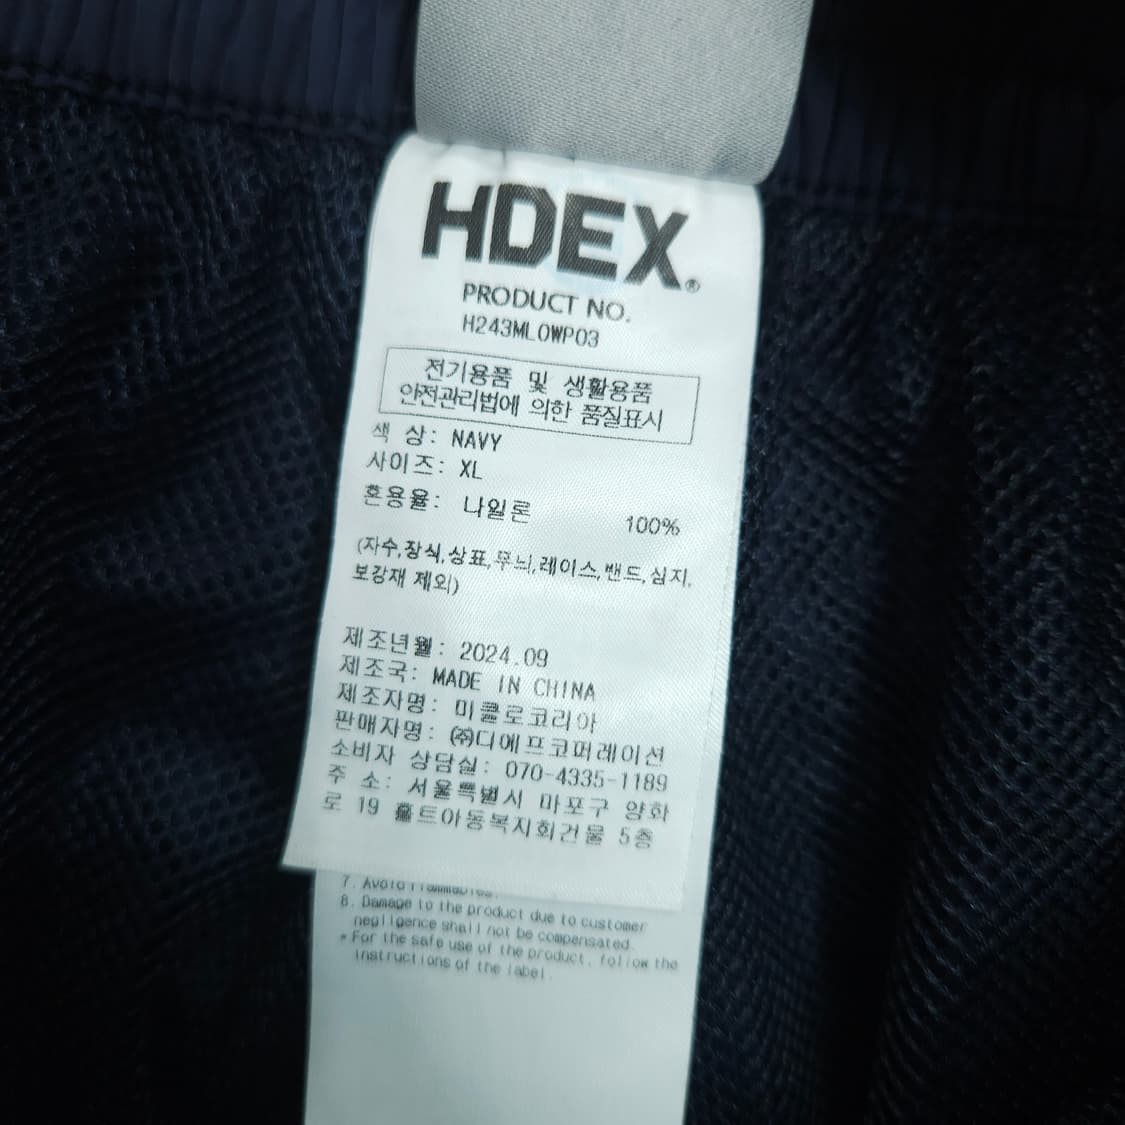 HDEX®
PRODUCT NO.
H243MLOWP03
전기용품 및 생활용품
안전관리법에 의한 품질표시
색 상: NAVY
사이즈: XL
혼용율: 나일론 100%
(자수,장식,상표,무늬,레이스,밴드,심지,
보강재 제외)
제조년월: 2024.09
제조국: MADE IN CHINA
제조자명: 미클로코리아
판매자명: ㈜디에프코퍼레이션
소비자 상담실: 070-4335-1189
주 소: 서울특별시 마포구 양화
로 19 홀트아동복지회건물 5층
7. Avoid flammables.
8. Damage to the product due to customer
negligence shall not be compensated.
* For the safe use of the product, follow the
instructions of the label.